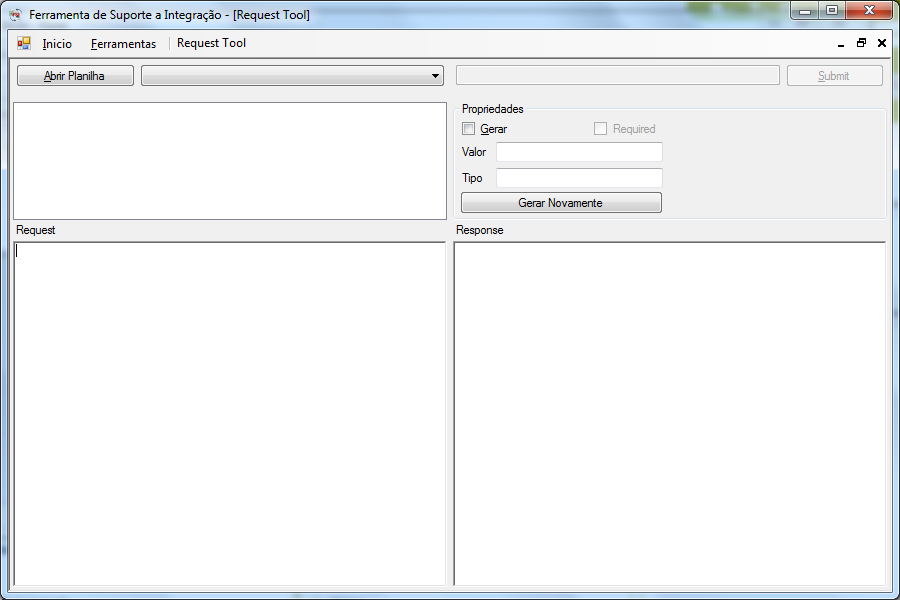 Ferramenta de Suporte a Integração - [Request Tool]
Inicio Ferramentas Request Tool
Abrir Planilha Submit
Propriedades
Gerar Required
Valor
Tipo
Gerar Novamente
Request Response